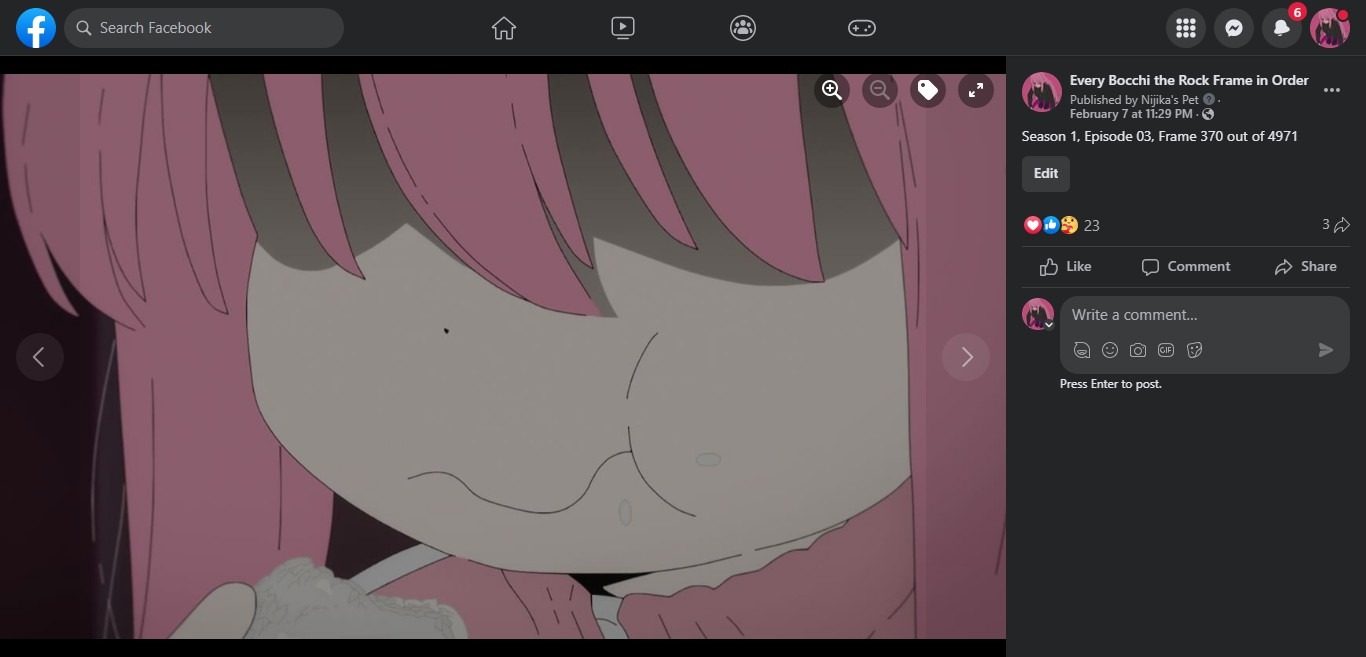 Search Facebook
6
Every Bocchi the Rock Frame in Order
Published by Nijika's Pet ·
February 7 at 11:29 PM ·
Season 1, Episode 03, Frame 370 out of 4971
Edit
23
3
Like
Comment
Share
Write a comment...
GIF
Press Enter to post.